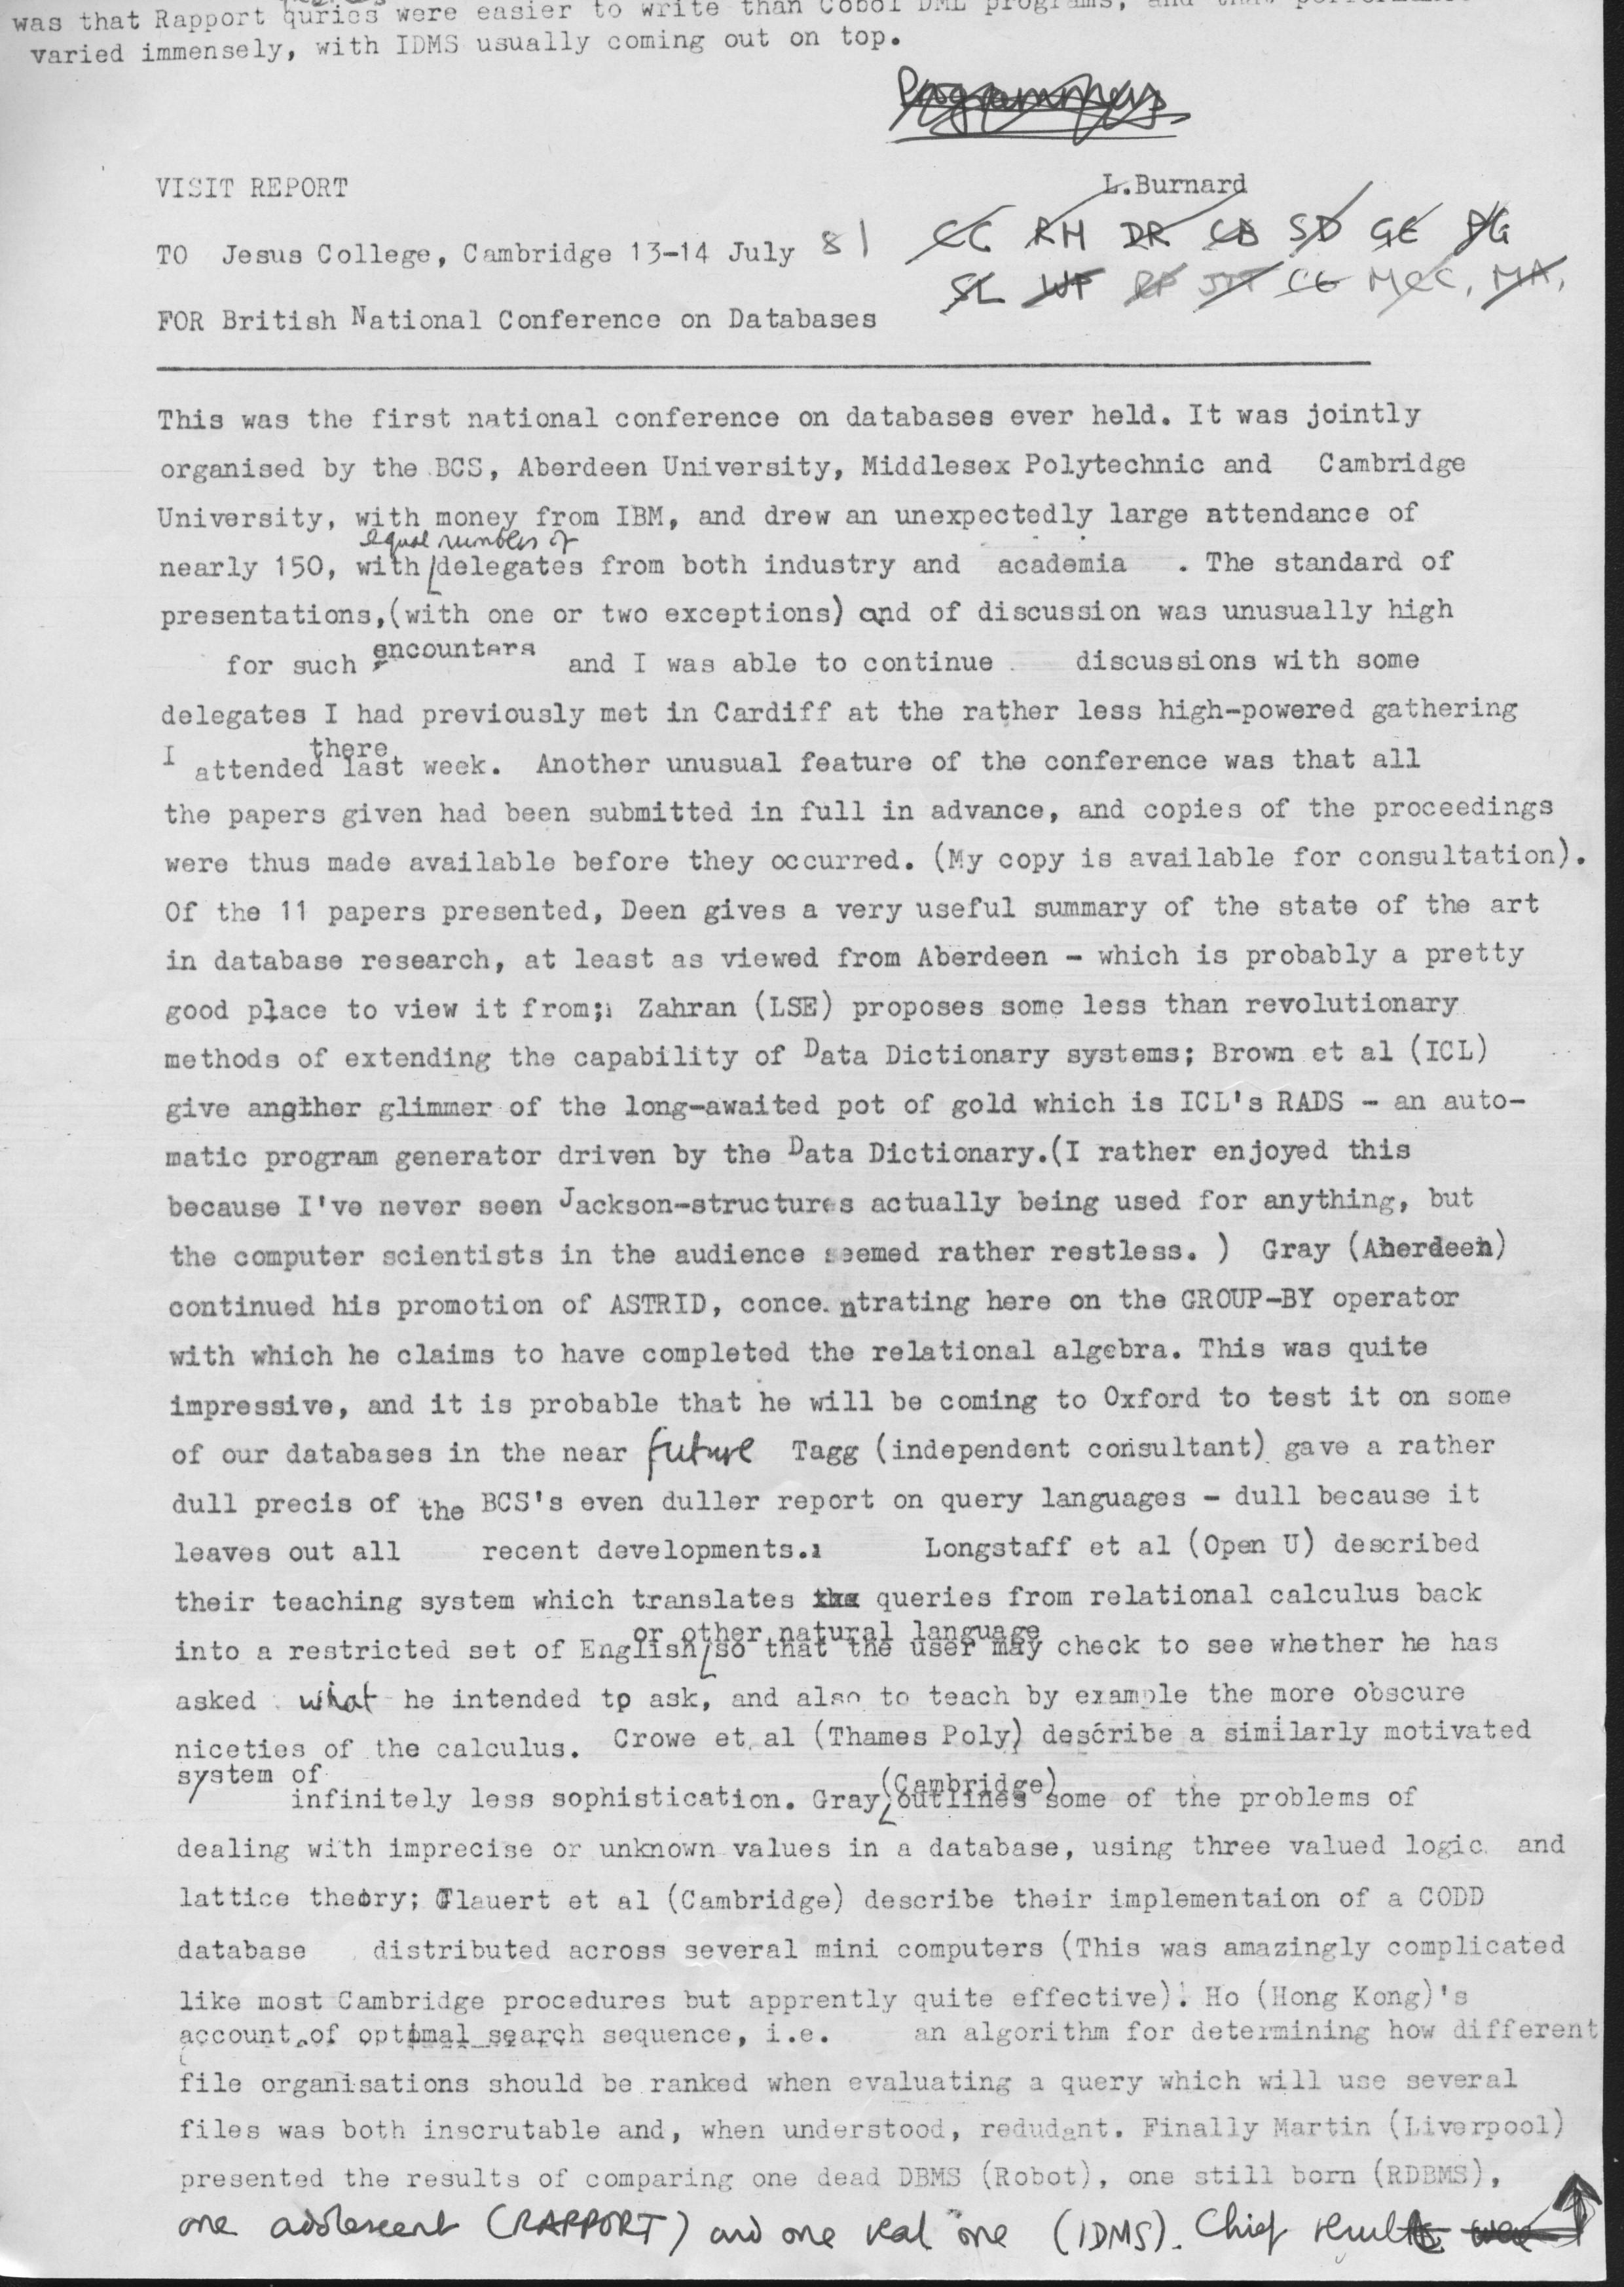 was that Rapport quries were easier to write than Cobol DML programs, and that
varied immensely, with IDMS usually coming out on top.
Programmers
VISIT REPORT
L.Burnard
TO Jesus College, Cambridge 13-14 July 81
CC RM DR CB SD GE PG
SL WF RP JM CG MCC, MA,
FOR British National Conference on Databases
This was the first national conference on databases ever held. It was jointly
organised by the BCS, Aberdeen University, Middlesex Polytechnic and Cambridge
University, with money from IBM, and drew an unexpectedly large attendance of
equal numbers of
nearly 150, with delegates from both industry and academia . The standard of
presentations,(with one or two exceptions) and of discussion was unusually high
for such encounters and I was able to continue discussions with some
delegates I had previously met in Cardiff at the rather less high-powered gathering
I attended there last week. Another unusual feature of the conference was that all
the papers given had been submitted in full in advance, and copies of the proceedings
were thus made available before they occurred. (My copy is available for consultation).
Of the 11 papers presented, Deen gives a very useful summary of the state of the art
in database research, at least as viewed from Aberdeen - which is probably a pretty
good place to view it from; Zahran (LSE) proposes some less than revolutionary
methods of extending the capability of Data Dictionary systems; Brown et al (ICL)
give another glimmer of the long-awaited pot of gold which is ICL's RADS - an auto-
matic program generator driven by the Data Dictionary.(I rather enjoyed this
because I've never seen Jackson-structures actually being used for anything, but
the computer scientists in the audience seemed rather restless. ) Gray (Aberdeen)
continued his promotion of ASTRID, concentrating here on the GROUP-BY operator
with which he claims to have completed the relational algebra. This was quite
impressive, and it is probable that he will be coming to Oxford to test it on some
of our databases in the near future Tagg (independent consultant) gave a rather
dull precis of the BCS's even duller report on query languages - dull because it
leaves out all recent developments. Longstaff et al (Open U) described
their teaching system which translates the queries from relational calculus back
or other natural language
into a restricted set of English so that the user may check to see whether he has
asked what he intended to ask, and also to teach by example the more obscure
niceties of the calculus. Crowe et al (Thames Poly) describe a similarly motivated
system of
infinitely less sophistication. Gray (Cambridge) outlines some of the problems of
dealing with imprecise or unknown values in a database, using three valued logic and
lattice theory; Glauert et al (Cambridge) describe their implementaion of a CODD
database distributed across several mini computers (This was amazingly complicated
like most Cambridge procedures but apprently quite effective). Ho (Hong Kong)'s
account of optimal search sequence, i.e. an algorithm for determining how different
file organisations should be ranked when evaluating a query which will use several
files was both inscrutable and, when understood, redudant. Finally Martin (Liverpool)
presented the results of comparing one dead DBMS (Robot), one still born (RDBMS),
one adolescent (RAPPORT) and one real one (IDMS). Chief results was